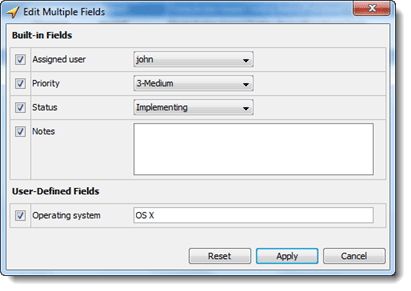 Edit Multiple Fields
Built-in Fields
Assigned user john
Priority 3-Medium
Status Implementing
Notes
User-Defined Fields
Operating system OS X
Reset Apply Cancel